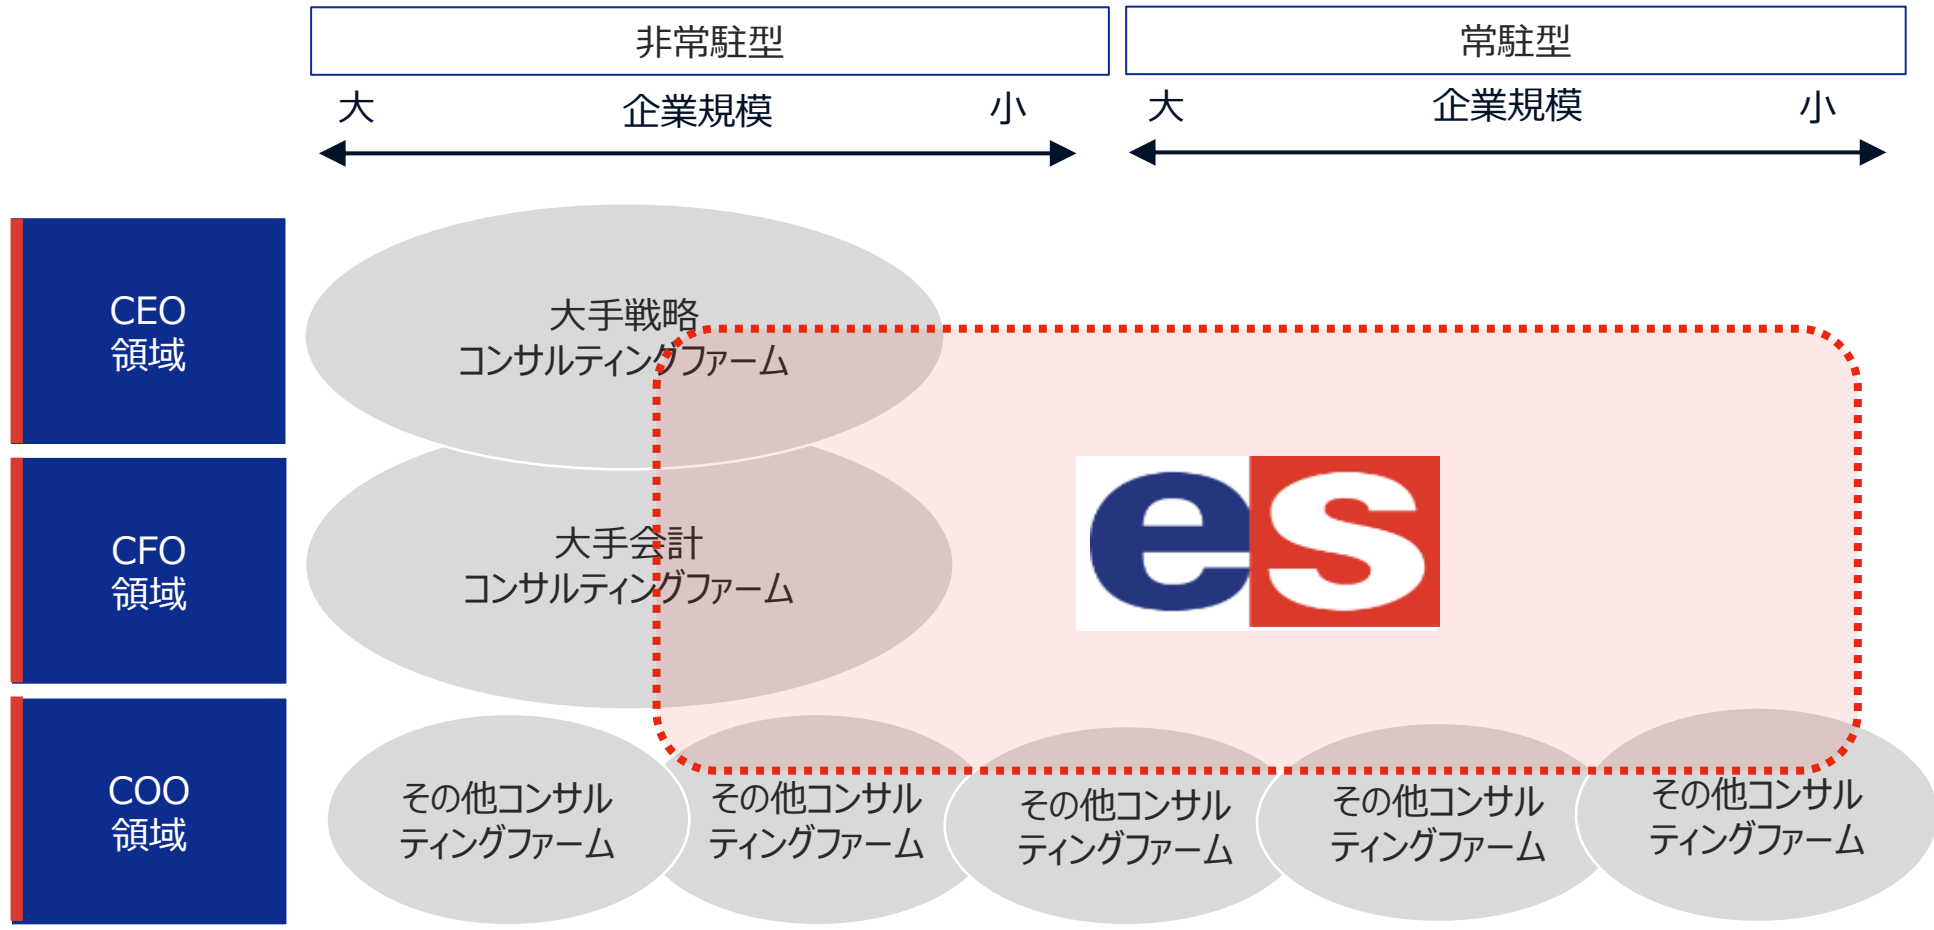 非常駐型
常駐型
大 企業規模 小
大 企業規模 小
CEO
領域
大手戦略
コンサルティングファーム
CFO
領域
大手会計
コンサルティングファーム
es
COO
領域
その他コンサル
ティングファーム
その他コンサル
ティングファーム
その他コンサル
ティングファーム
その他コンサル
ティングファーム
その他コンサル
ティングファーム